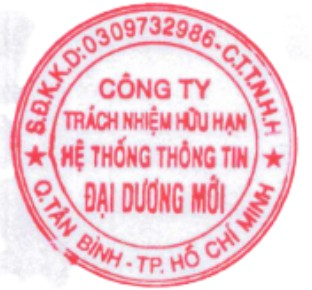 S.Đ.K.K.D:0309732986-C.T.T.N.H.H
CÔNG TY
TRÁCH NHIỆM HỮU HẠN
HỆ THỐNG THÔNG TIN
ĐẠI DƯƠNG MỚI
Q.TÂN BÌNH - TP. HỒ CHÍ MINH